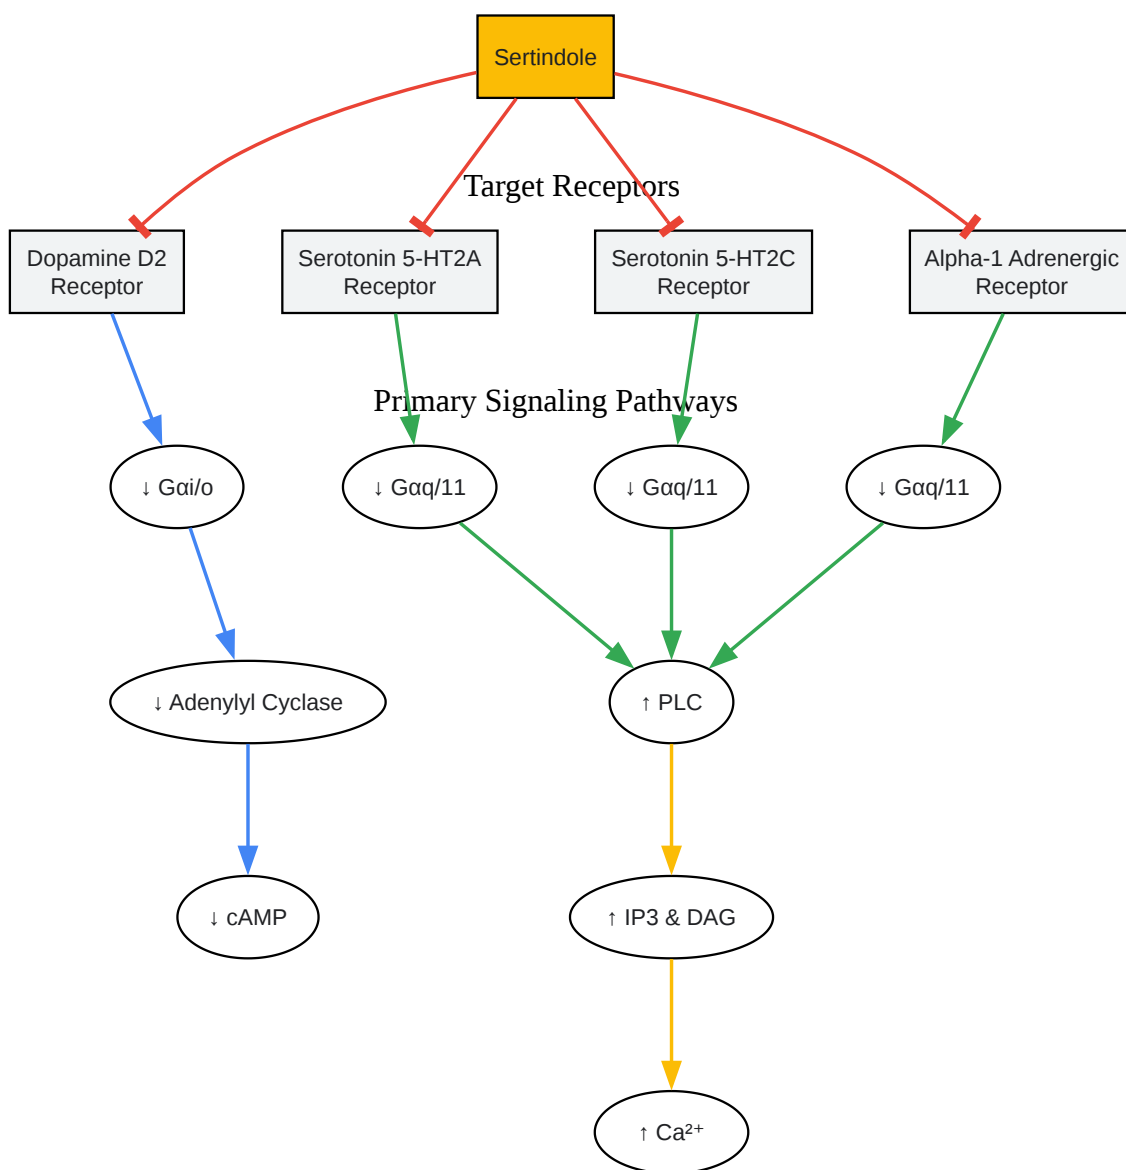 Sertindole
Target Receptors
Dopamine D2
Receptor
Serotonin 5-HT2A
Receptor
Serotonin 5-HT2C
Receptor
Alpha-1 Adrenergic
Receptor
Primary Signaling Pathways
↓ Gαi/o
↓ Gαq/11
↓ Gαq/11
↓ Gαq/11
↓ Adenylyl Cyclase
↑ PLC
↓ cAMP
↑ IP3 & DAG
↑ Ca²⁺